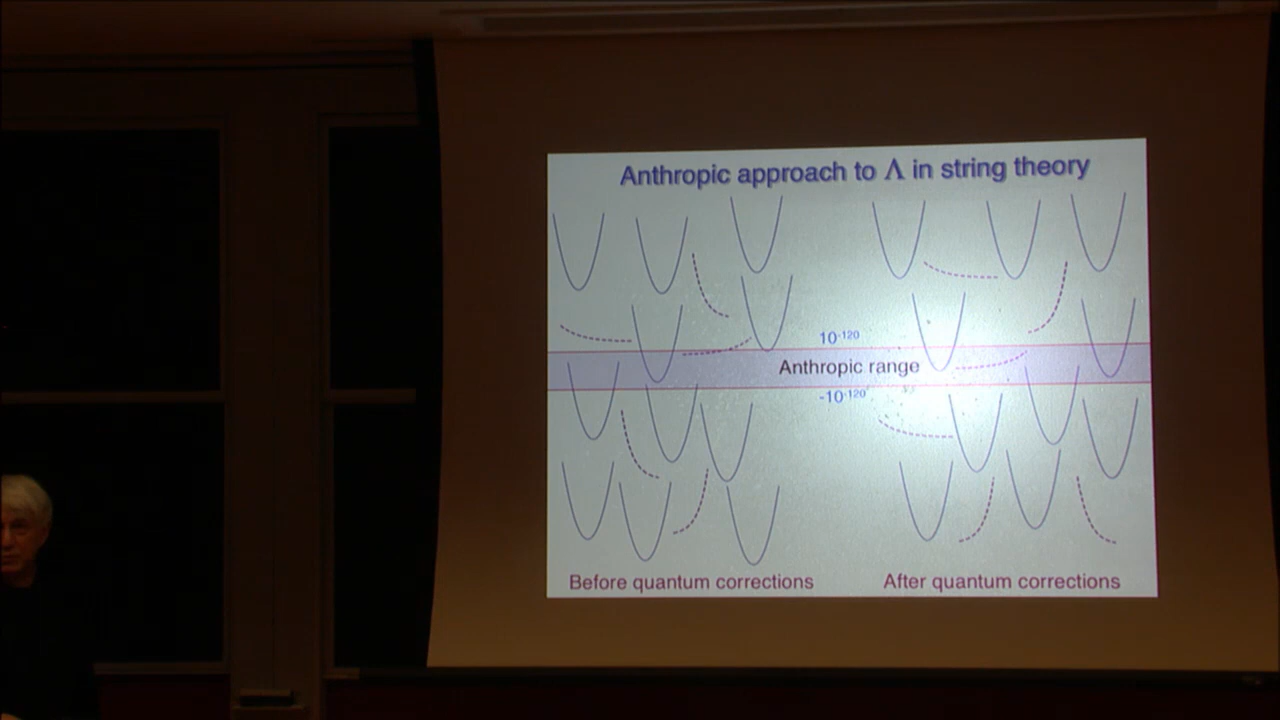 Anthropic approach to Λ in string theory
10⁻¹²⁰
Anthropic range
-10⁻¹²⁰
Before quantum corrections
After quantum corrections